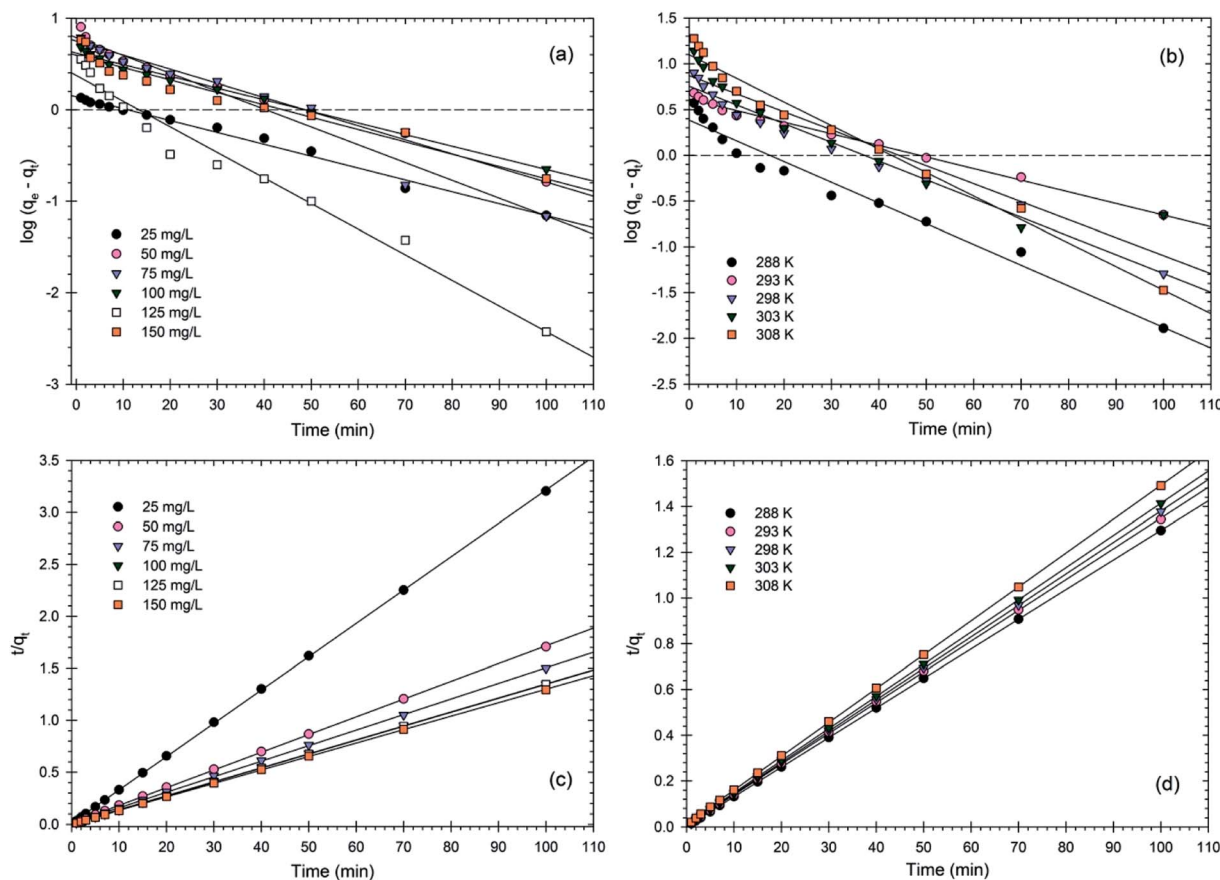 1
0
-1
-2
-3
log (qe - qt)
(a)
25 mg/L
50 mg/L
75 mg/L
100 mg/L
125 mg/L
150 mg/L
0 10 20 30 40 50 60 70 80 90 100 110
Time (min)
1.5
1.0
0.5
0.0
-0.5
-1.0
-1.5
-2.0
-2.5
log (qe - qt)
(b)
288 K
293 K
298 K
303 K
308 K
0 10 20 30 40 50 60 70 80 90 100 110
Time (min)
3.5
3.0
2.5
2.0
1.5
1.0
0.5
0.0
t/qt
25 mg/L
50 mg/L
75 mg/L
100 mg/L
125 mg/L
150 mg/L
(c)
0 10 20 30 40 50 60 70 80 90 100 110
Time (min)
1.6
1.4
1.2
1.0
0.8
0.6
0.4
0.2
0.0
t/qt
288 K
293 K
298 K
303 K
308 K
(d)
0 10 20 30 40 50 60 70 80 90 100 110
Time (min)